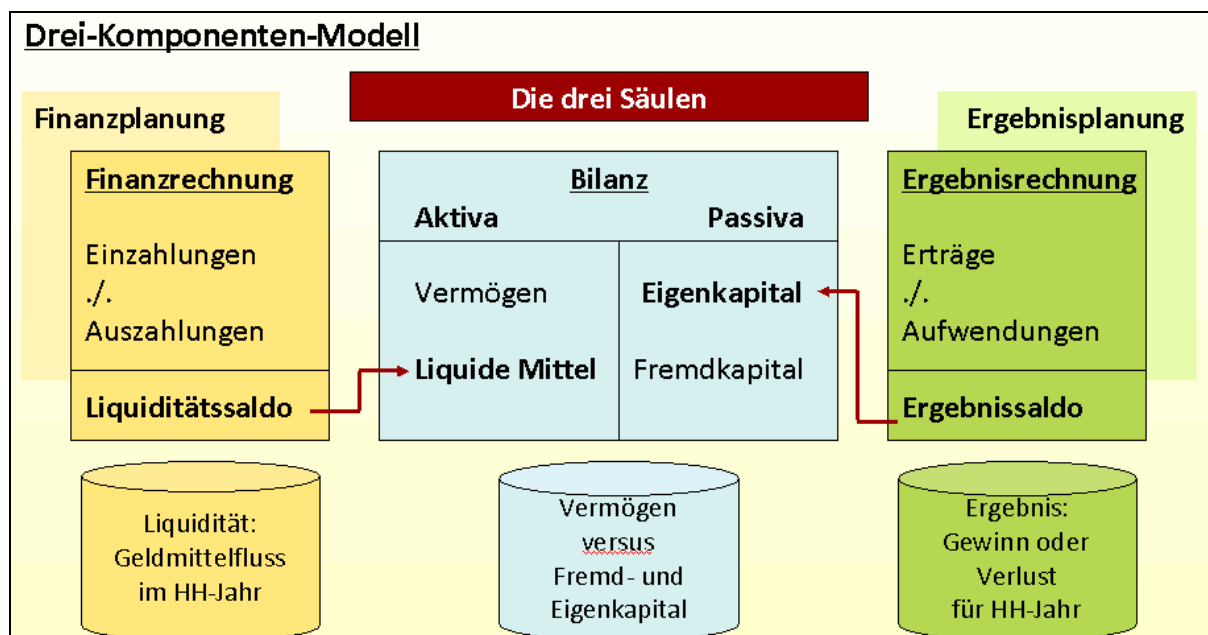 Drei-Komponenten-Modell
Die drei Säulen
Finanzplanung
Finanzrechnung
Einzahlungen
./.
Auszahlungen
Liquiditätssaldo
Bilanz
Aktiva Passiva
Vermögen Eigenkapital
Liquide Mittel Fremdkapital
Ergebnisplanung
Ergebnisrechnung
Erträge
./.
Aufwendungen
Ergebnissaldo
Liquidität:
Geldmittelfluss
im HH-Jahr
Vermögen
versus
Fremd- und
Eigenkapital
Ergebnis:
Gewinn oder
Verlust
für HH-Jahr